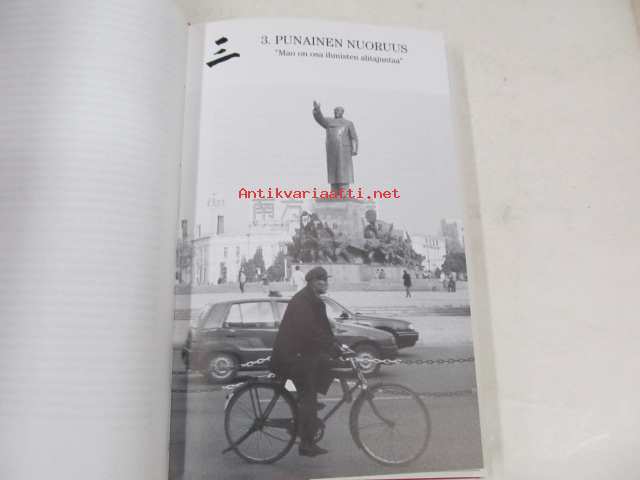 三
3. PUNAINEN NUORUUS
"Mao on osa ihmisten alitajuntaa"
Antikvariaatti.net